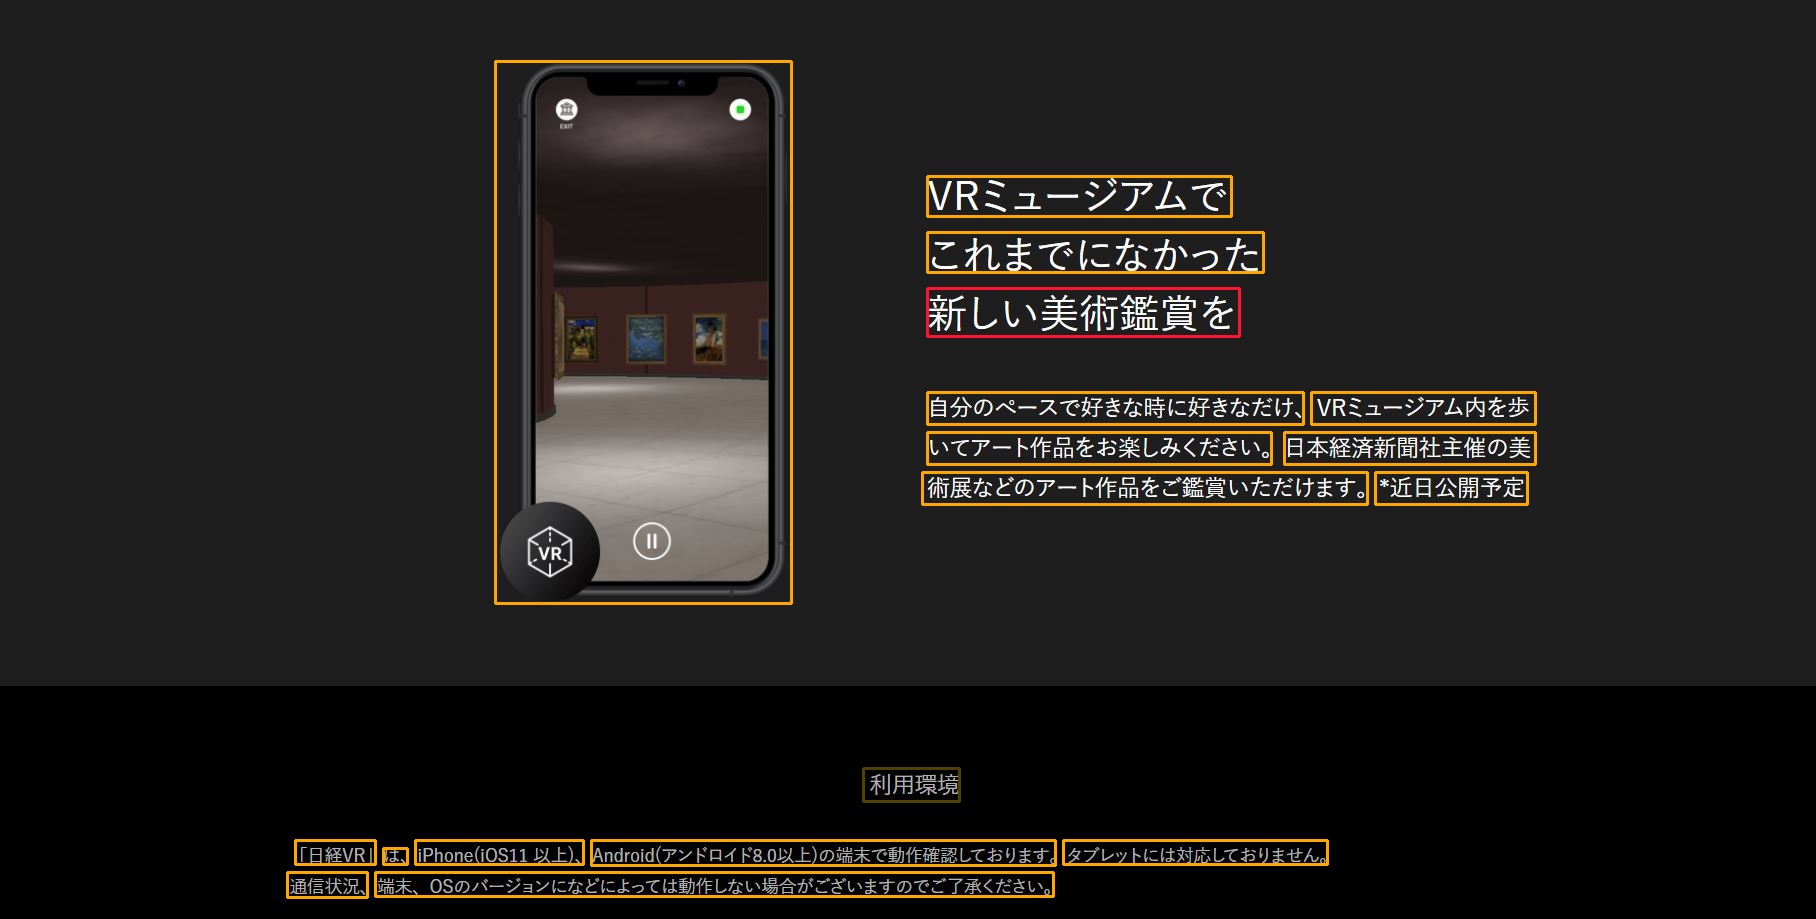 EXIT
VR
VRミュージアムで
これまでになかった
新しい美術鑑賞を
自分のペースで好きな時に好きなだけ、VRミュージアム内を歩
いてアート作品をお楽しみください。日本経済新聞社主催の美
術展などのアート作品をご鑑賞いただけます。*近日公開予定
利用環境
「日経VR」は、iPhone(iOS11 以上)、Android(アンドロイド8.0以上)の端末で動作確認しております。タブレットには対応しておりません。
通信状況、端末、OSのバージョンになどによっては動作しない場合がございますのでご了承ください。